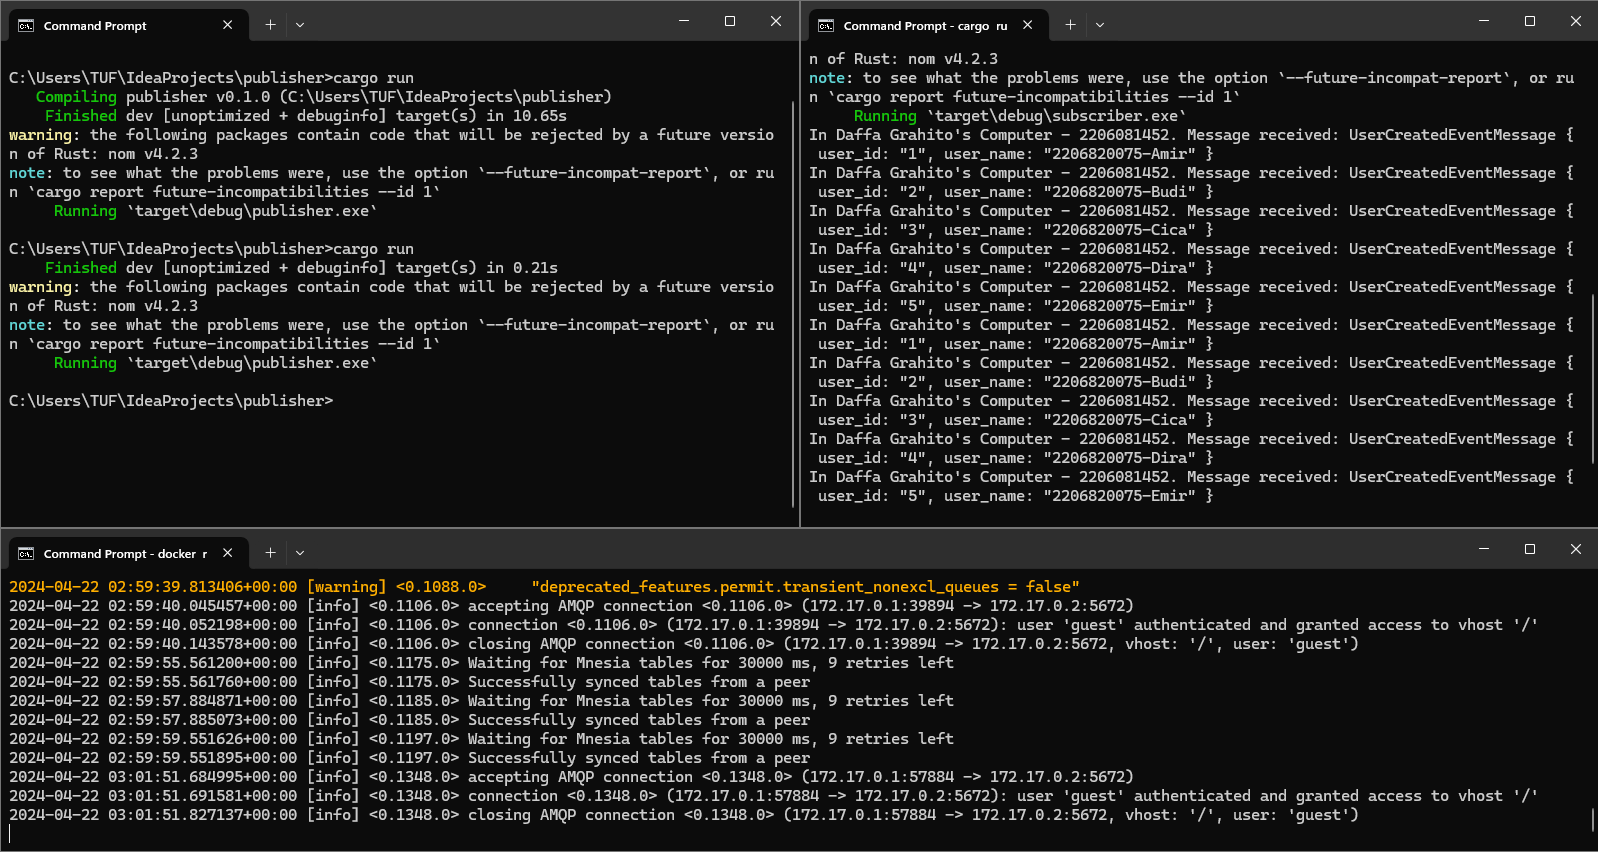 Command Prompt
C:\Users\TUF\IdeaProjects\publisher>cargo run
   Compiling publisher v0.1.0 (C:\Users\TUF\IdeaProjects\publisher)
    Finished dev [unoptimized + debuginfo] target(s) in 10.65s
warning: the following packages contain code that will be rejected by a future versio
n of Rust: nom v4.2.3
note: to see what the problems were, use the option `--future-incompat-report`, or ru
n `cargo report future-incompatibilities --id 1`
     Running `target\debug\publisher.exe`
C:\Users\TUF\IdeaProjects\publisher>cargo run
    Finished dev [unoptimized + debuginfo] target(s) in 0.21s
warning: the following packages contain code that will be rejected by a future versio
n of Rust: nom v4.2.3
note: to see what the problems were, use the option `--future-incompat-report`, or ru
n `cargo report future-incompatibilities --id 1`
     Running `target\debug\publisher.exe`
C:\Users\TUF\IdeaProjects\publisher>
Command Prompt - cargo  ru
n of Rust: nom v4.2.3
note: to see what the problems were, use the option `--future-incompat-report`, or ru
n `cargo report future-incompatibilities --id 1`
     Running `target\debug\subscriber.exe`
In Daffa Grahito's Computer - 2206081452. Message received: UserCreatedEventMessage {
 user_id: "1", user_name: "2206820075-Amir" }
In Daffa Grahito's Computer - 2206081452. Message received: UserCreatedEventMessage {
 user_id: "2", user_name: "2206820075-Budi" }
In Daffa Grahito's Computer - 2206081452. Message received: UserCreatedEventMessage {
 user_id: "3", user_name: "2206820075-Cica" }
In Daffa Grahito's Computer - 2206081452. Message received: UserCreatedEventMessage {
 user_id: "4", user_name: "2206820075-Dira" }
In Daffa Grahito's Computer - 2206081452. Message received: UserCreatedEventMessage {
 user_id: "5", user_name: "2206820075-Emir" }
In Daffa Grahito's Computer - 2206081452. Message received: UserCreatedEventMessage {
 user_id: "1", user_name: "2206820075-Amir" }
In Daffa Grahito's Computer - 2206081452. Message received: UserCreatedEventMessage {
 user_id: "2", user_name: "2206820075-Budi" }
In Daffa Grahito's Computer - 2206081452. Message received: UserCreatedEventMessage {
 user_id: "3", user_name: "2206820075-Cica" }
In Daffa Grahito's Computer - 2206081452. Message received: UserCreatedEventMessage {
 user_id: "4", user_name: "2206820075-Dira" }
In Daffa Grahito's Computer - 2206081452. Message received: UserCreatedEventMessage {
 user_id: "5", user_name: "2206820075-Emir" }
Command Prompt - docker  r
2024-04-22 02:59:39.813406+00:00 [warning] <0.1088.0>     "deprecated_features.permit.transient_nonexcl_queues = false"
2024-04-22 02:59:40.045457+00:00 [info] <0.1106.0> accepting AMQP connection <0.1106.0> (172.17.0.1:39894 -> 172.17.0.2:5672)
2024-04-22 02:59:40.052198+00:00 [info] <0.1106.0> connection <0.1106.0> (172.17.0.1:39894 -> 172.17.0.2:5672): user 'guest' authenticated and granted access to vhost '/'
2024-04-22 02:59:40.143578+00:00 [info] <0.1106.0> closing AMQP connection <0.1106.0> (172.17.0.1:39894 -> 172.17.0.2:5672, vhost: '/', user: 'guest')
2024-04-22 02:59:55.561200+00:00 [info] <0.1175.0> Waiting for Mnesia tables for 30000 ms, 9 retries left
2024-04-22 02:59:55.561760+00:00 [info] <0.1175.0> Successfully synced tables from a peer
2024-04-22 02:59:57.884871+00:00 [info] <0.1185.0> Waiting for Mnesia tables for 30000 ms, 9 retries left
2024-04-22 02:59:57.885073+00:00 [info] <0.1185.0> Successfully synced tables from a peer
2024-04-22 02:59:59.551626+00:00 [info] <0.1197.0> Waiting for Mnesia tables for 30000 ms, 9 retries left
2024-04-22 02:59:59.551895+00:00 [info] <0.1197.0> Successfully synced tables from a peer
2024-04-22 03:01:51.684995+00:00 [info] <0.1348.0> accepting AMQP connection <0.1348.0> (172.17.0.1:57884 -> 172.17.0.2:5672)
2024-04-22 03:01:51.691581+00:00 [info] <0.1348.0> connection <0.1348.0> (172.17.0.1:57884 -> 172.17.0.2:5672): user 'guest' authenticated and granted access to vhost '/'
2024-04-22 03:01:51.827137+00:00 [info] <0.1348.0> closing AMQP connection <0.1348.0> (172.17.0.1:57884 -> 172.17.0.2:5672, vhost: '/', user: 'guest')